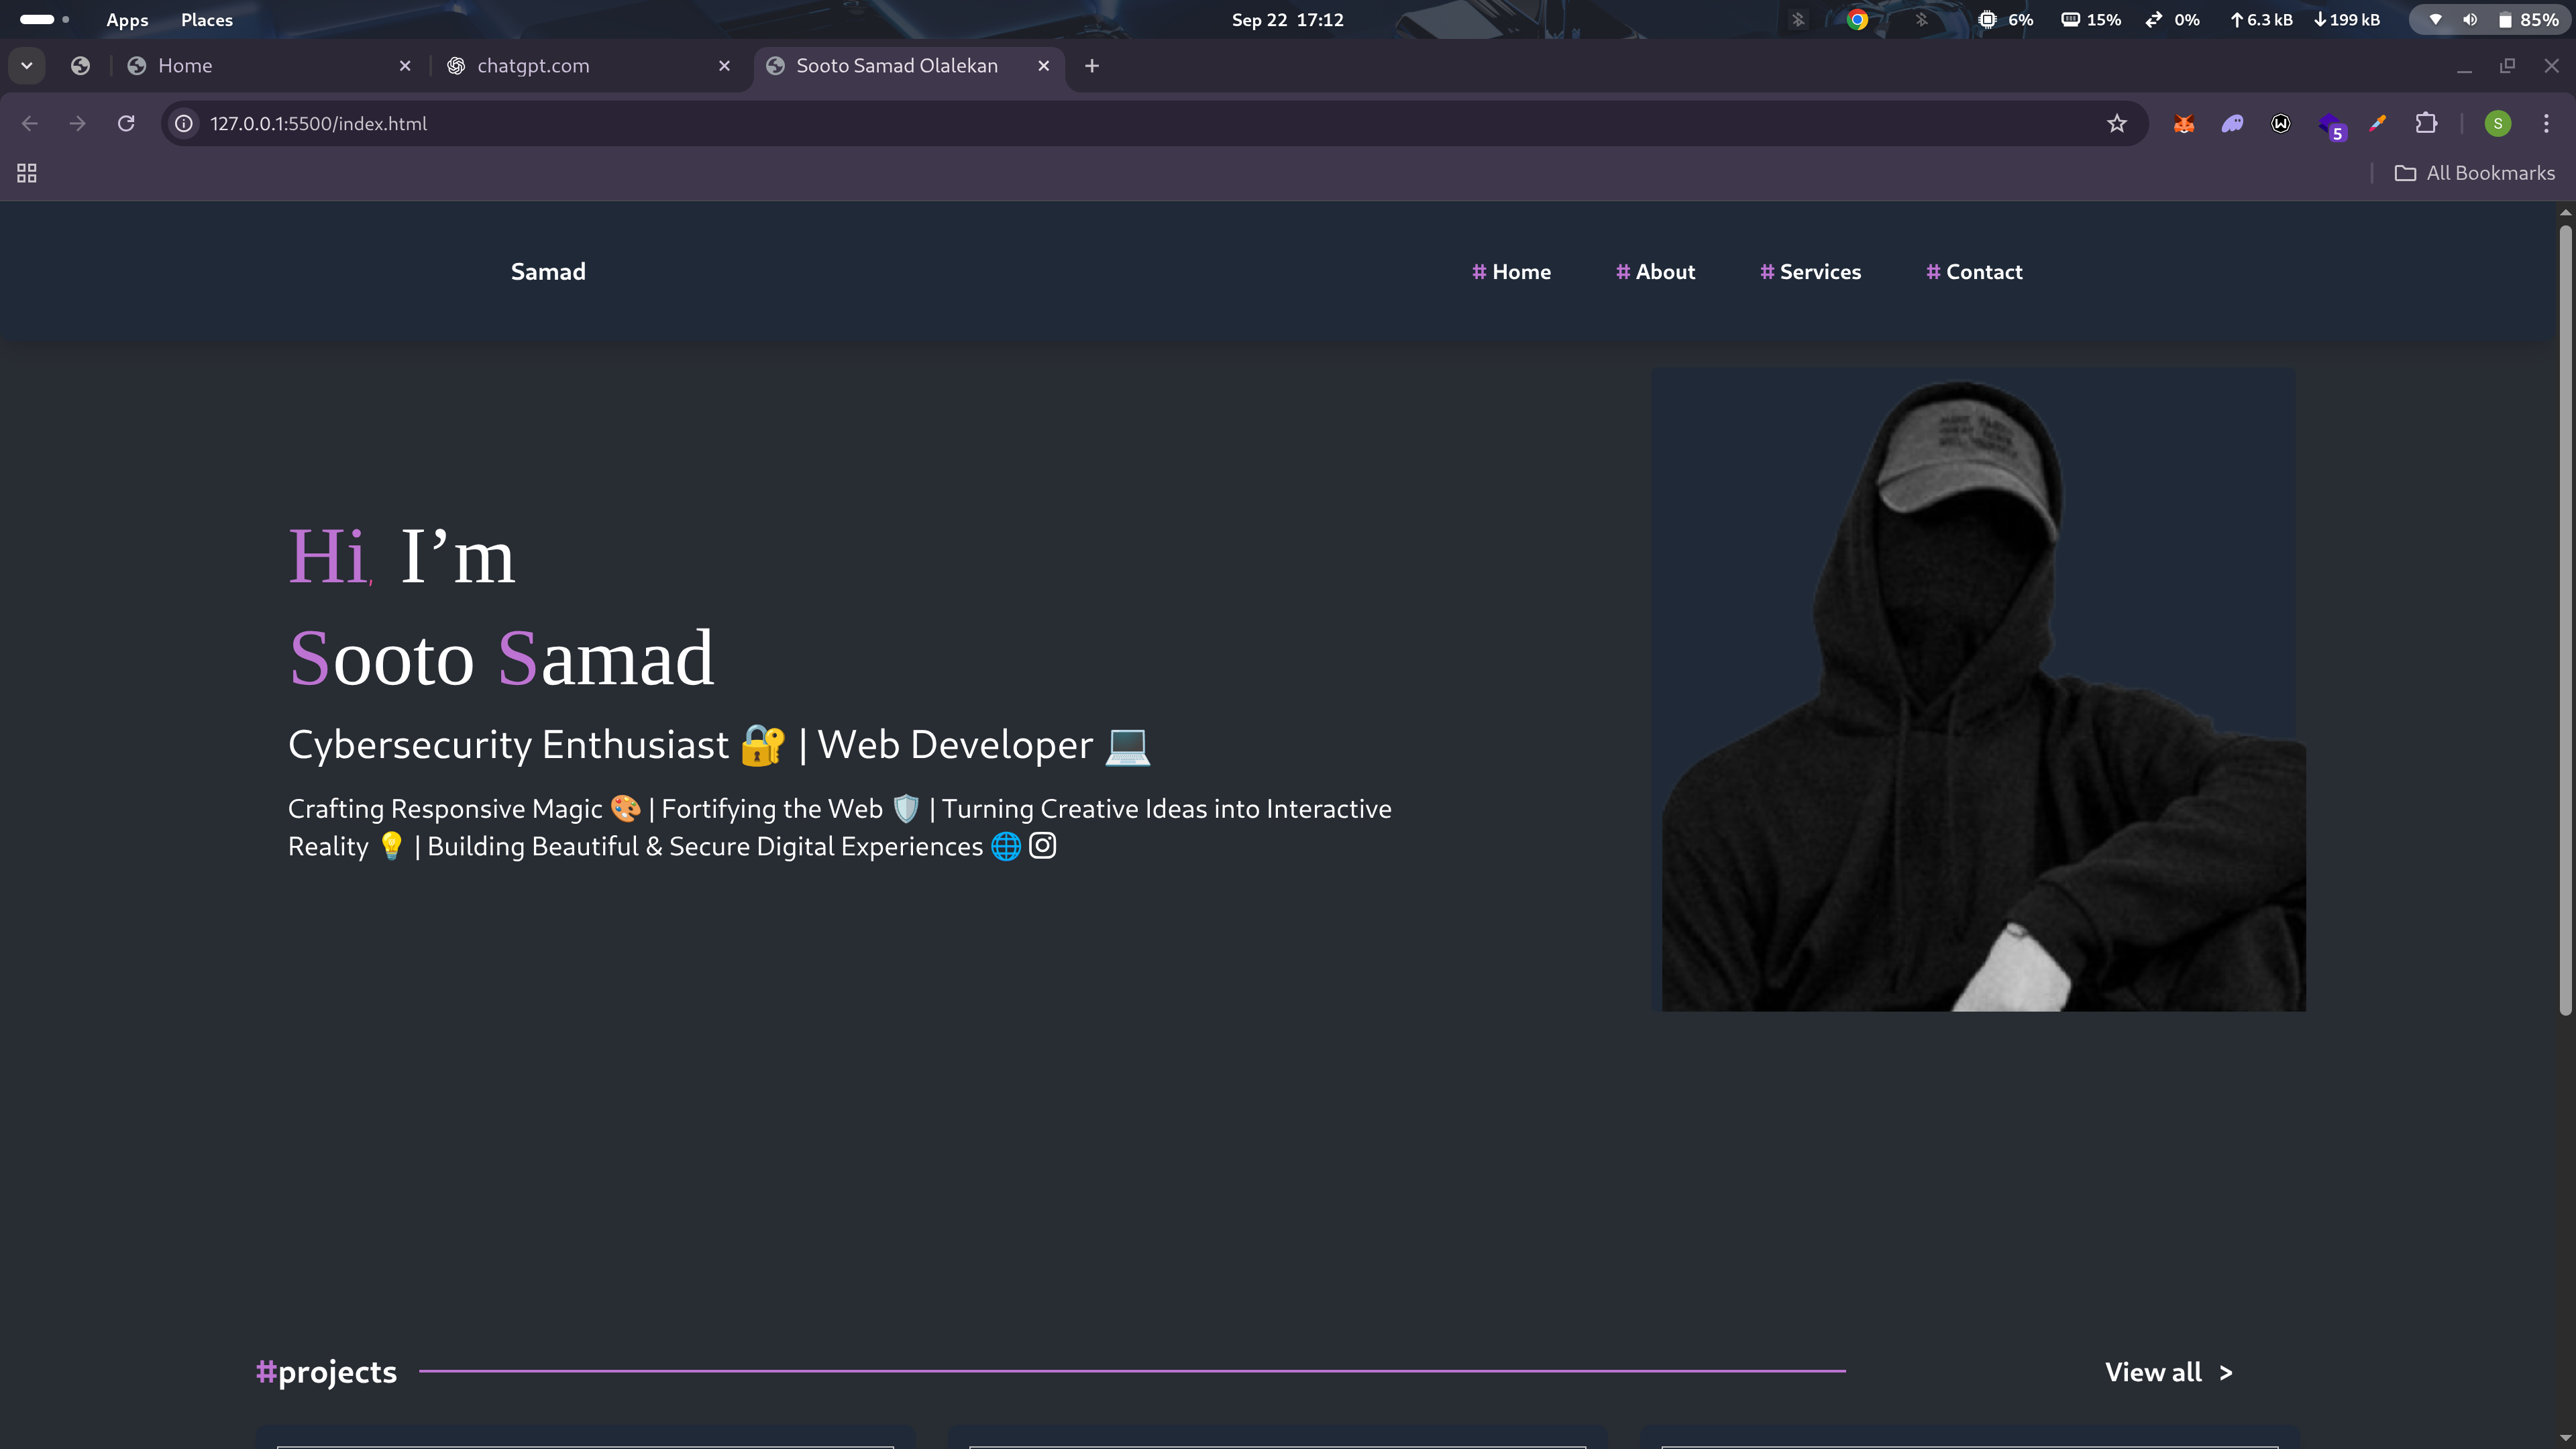 Apps Places Sep 22 17:12 6% 15% 0% 6.3 kB 199 kB 85%
Home chatgpt.com Sooto Samad Olalekan
127.0.0.1:5500/index.html 5 S
All Bookmarks
Samad # Home # About # Services # Contact
Hi, I’m
Sooto Samad
Cybersecurity Enthusiast 🔐 | Web Developer 💻
Crafting Responsive Magic 🎨 | Fortifying the Web 🛡️ | Turning Creative Ideas into Interactive
Reality 💡 | Building Beautiful & Secure Digital Experiences 🌐
#projects View all >